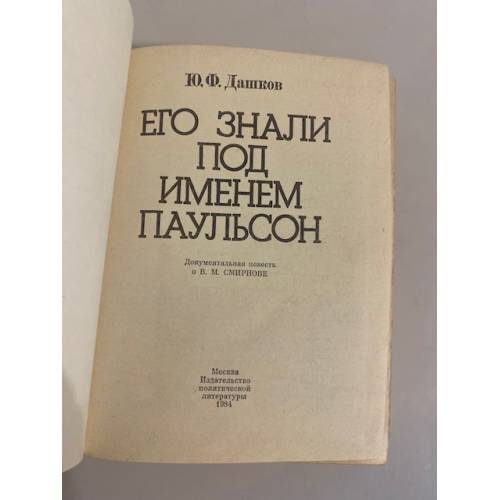 Ю. Ф. Дашков
ЕГО ЗНАЛИ
ПОД
ИМЕНЕМ
ПАУЛЬСОН
Документальная повесть
о В. М. СМИРНОВЕ
Москва
Издательство
политической
литературы
1984